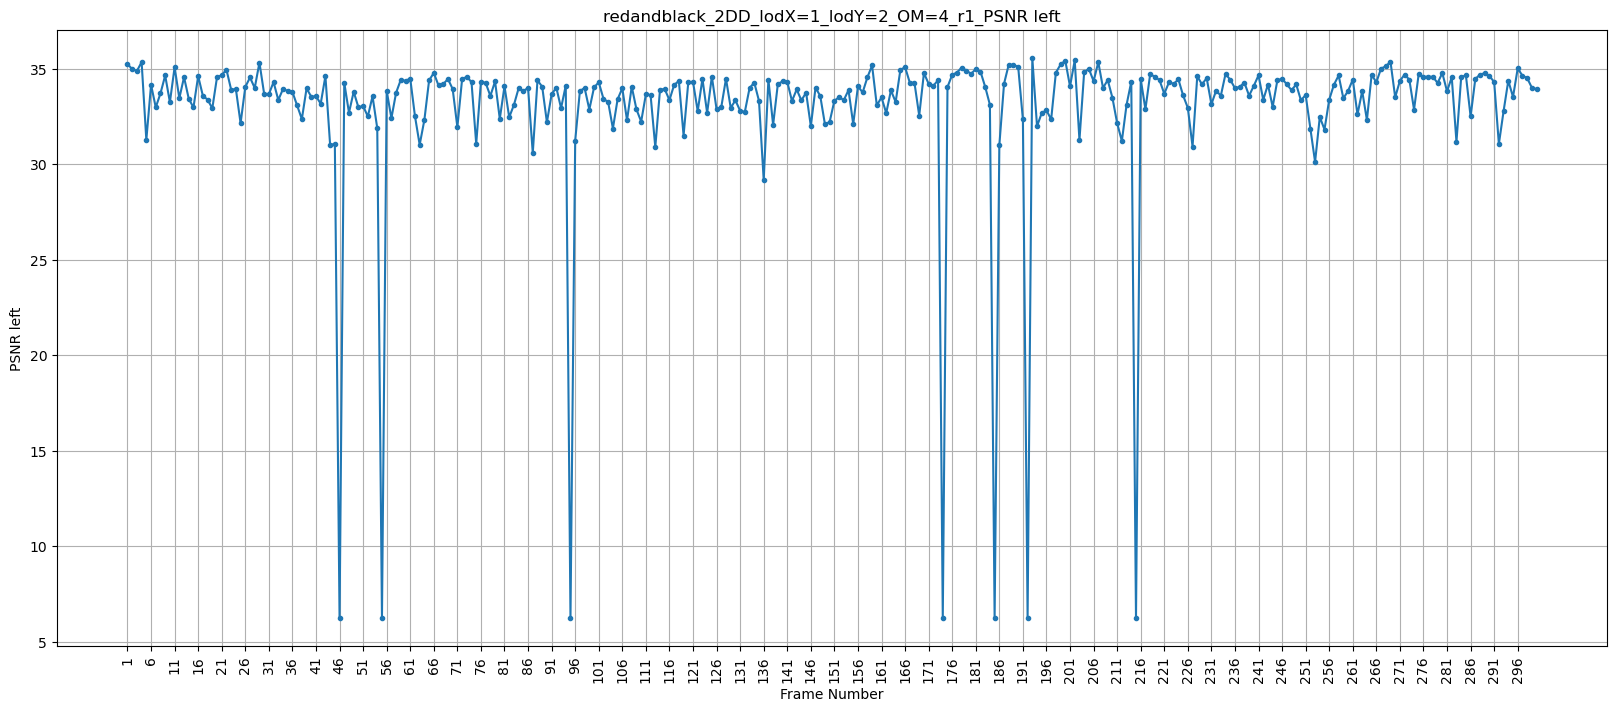 redandblack_2DD_lodX=1_lodY=2_OM=4_r1_PSNR left
PSNR left
35
30
25
20
15
10
5
1 6 11 16 21 26 31 36 41 46 51 56 61 66 71 76 81 86 91 96 101 106 111 116 121 126 131 136 141 146 151 156 161 166 171 176 181 186 191 196 201 206 211 216 221 226 231 236 241 246 251 256 261 266 271 276 281 286 291 296
Frame Number